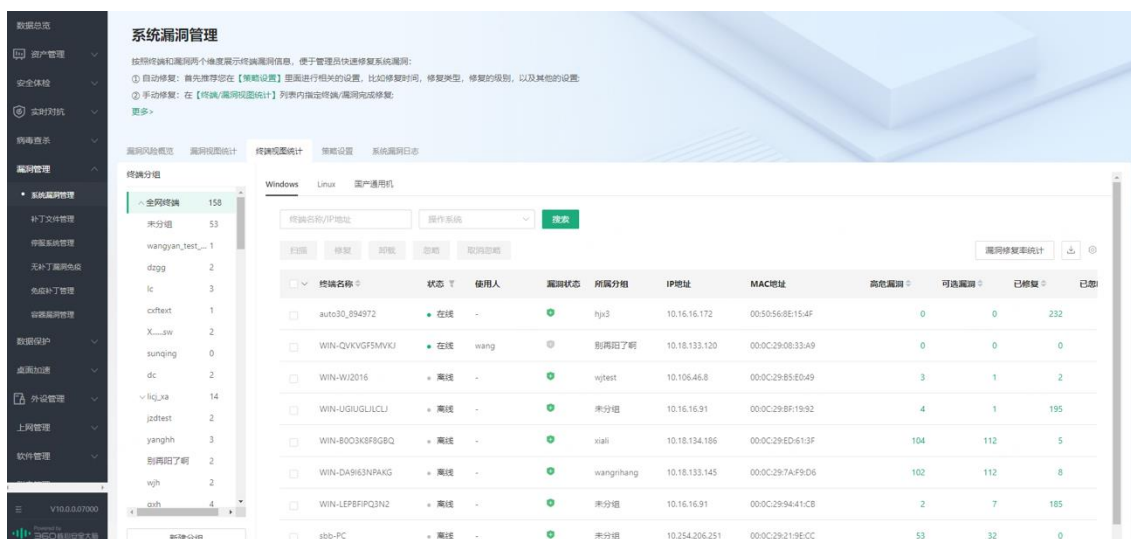 数据总览
资产管理
安全体检
实时对抗
病毒查杀
漏洞管理
系统漏洞管理
补丁文件管理
停服系统管理
无补丁漏洞免疫
免疫补丁管理
容器漏洞管理
数据保护
桌面加速
外设管理
上网管理
软件管理
V10.0.0.07000
Powered by
系统漏洞管理
按照终端和漏洞两个维度展示终端漏洞信息，便于管理员快速修复系统漏洞:
① 自动修复：首先推荐您在【策略设置】里面进行相关的设置，比如修复时间，修复类型，修复的级别，以及其他的设置;
② 手动修复：在【终端/漏洞视图统计】列表内指定终端/漏洞完成修复;
更多>
漏洞风险概览 漏洞视图统计 终端视图统计 策略设置 系统漏洞日志
终端分组
全网终端 158
未分组 53
wangyan_test_... 1
dzgg 2
lc 3
cxftext 1
X......sw 2
sunqing 0
dc 2
licj_xa 14
jzdtest 2
yanghh 3
别再阳了啊 2
wjh 2
gxh 4
新建分组
Windows Linux 国产通用机
终端名称/IP地址 操作系统 搜索
扫描 修复 卸载 忽略 取消忽略 漏洞修复率统计
终端名称 状态 使用人 漏洞状态 所属分组 IP地址 MAC地址 高危漏洞 可选漏洞 已修复
auto30_894972 在线 - hjx3 10.16.16.172 00:50:56:8E:15:4F 0 0 232
WIN-QVKVGF5MVKJ 在线 wang 别再阳了啊 10.18.133.120 00:0C:29:08:33:A9 0 0 0
WIN-WJ2016 离线 - wjtest 10.106.46.8 00:0C:29:B5:E0:49 3 1 2
WIN-UGIUGLJLCLJ 离线 - 未分组 10.16.16.91 00:0C:29:BF:19:92 4 1 195
WIN-B0O3K8F8GBQ 离线 - xiali 10.18.134.186 00:0C:29:ED:61:3F 104 112 5
WIN-DA9I63NPAKG 离线 - wangrihang 10.18.133.145 00:0C:29:7A:F9:D6 102 112 8
WIN-LEPBFIPQ3N2 离线 - 未分组 10.16.16.91 00:0C:29:94:41:CB 2 7 185
sbb-PC 离线 - 未分组 10.254.206.251 00:0C:29:21:9E:CC 53 32 0